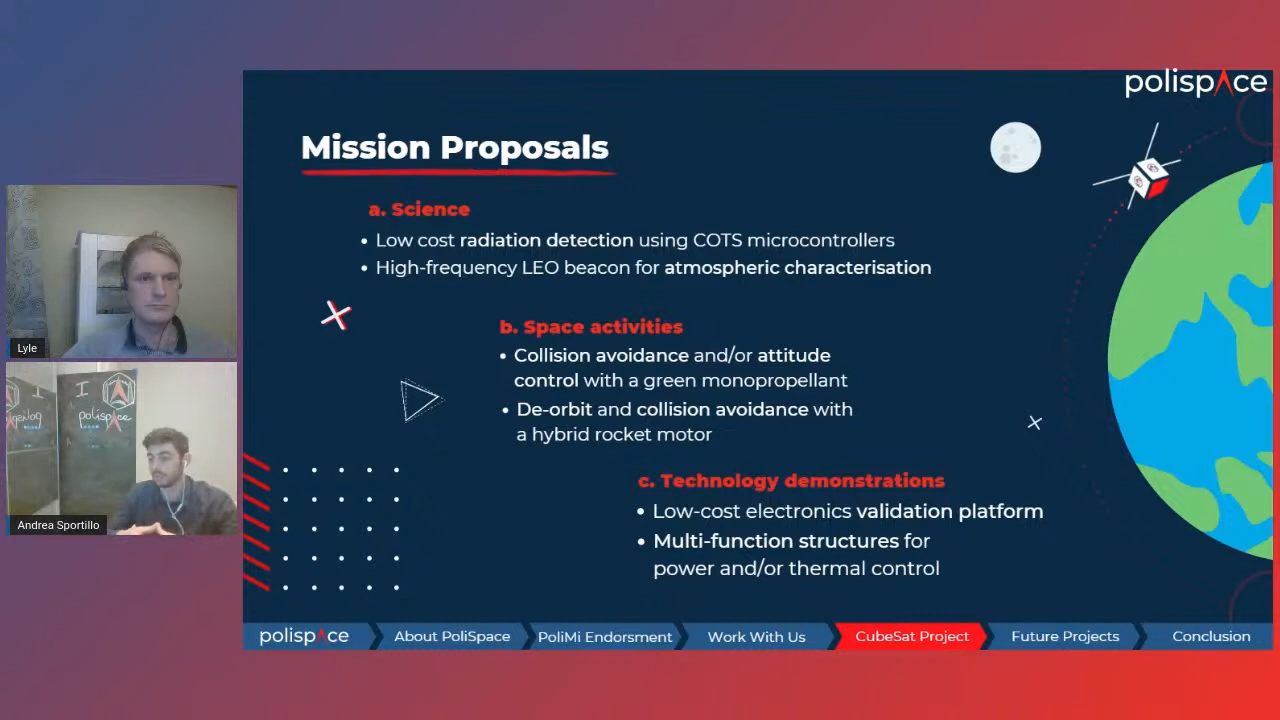 polispace
Mission Proposals
a. Science
• Low cost radiation detection using COTS microcontrollers
• High-frequency LEO beacon for atmospheric characterisation
b. Space activities
• Collision avoidance and/or attitude
control with a green monopropellant
• De-orbit and collision avoidance with
a hybrid rocket motor
c. Technology demonstrations
• Low-cost electronics validation platform
• Multi-function structures for
power and/or thermal control
Lyle
polispace
Andrea Sportillo
polispace
About PoliSpace
PoliMi Endorsment
Work With Us
CubeSat Project
Future Projects
Conclusion